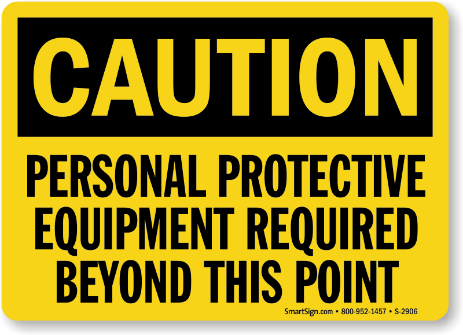 CAUTION
PERSONAL PROTECTIVE
EQUIPMENT REQUIRED
BEYOND THIS POINT
SmartSign.com • 800-952-1457 • S-2906